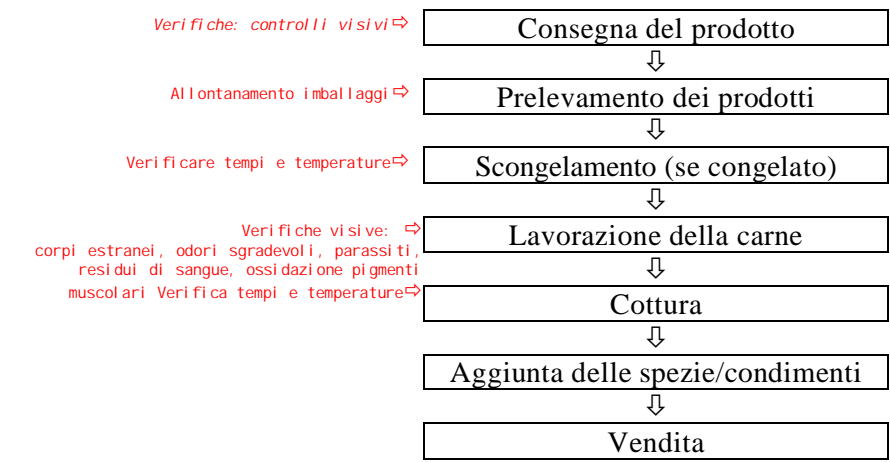 Verifiche: controlli visivi⇨ Consegna del prodotto
⇩
Allontanamento imballaggi⇨ Prelevamento dei prodotti
⇩
Verificare tempi e temperature⇨ Scongelamento (se congelato)
⇩
Verifiche visive: ⇨ Lavorazione della carne
corpi estranei, odori sgradevoli, parassiti,
residui di sangue, ossidazione pigmenti
⇩
muscolari Verifica tempi e temperature⇨ Cottura
⇩
Aggiunta delle spezie/condimenti
⇩
Vendita